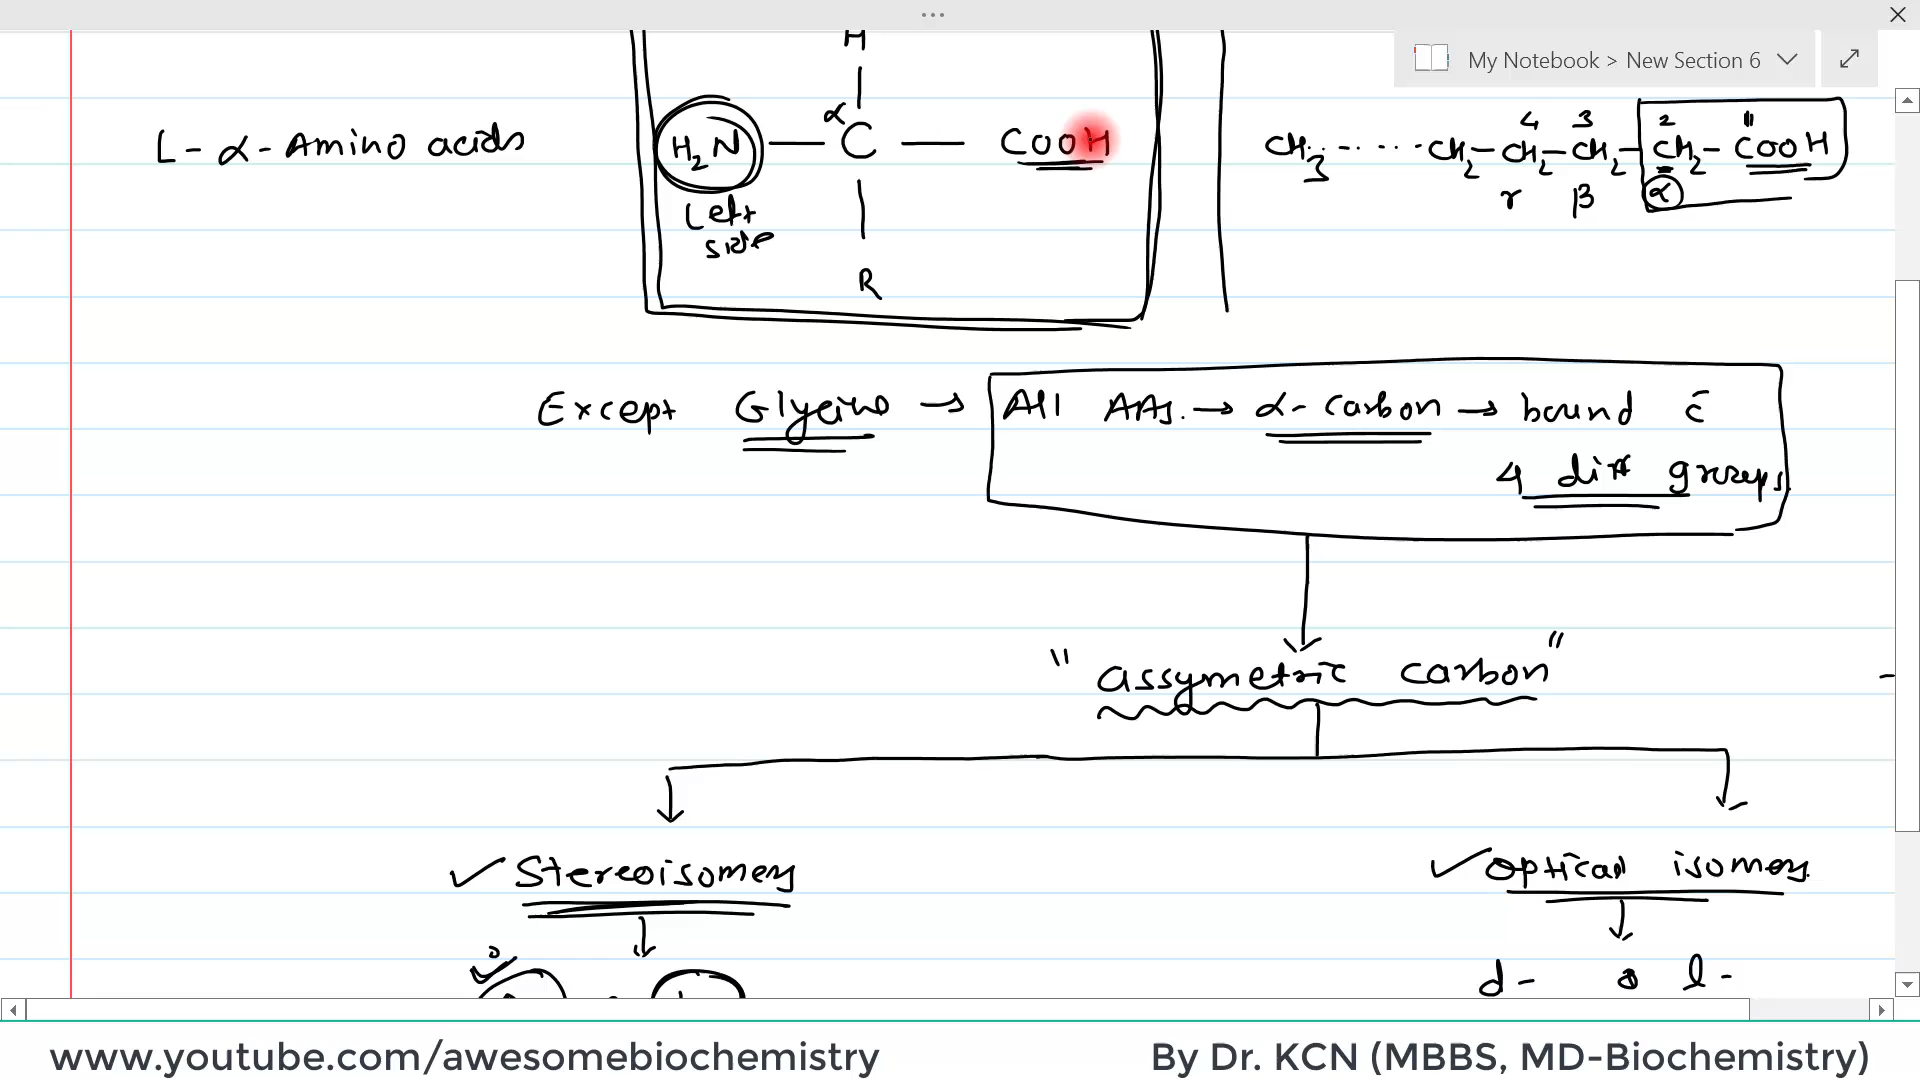 My Notebook > New Section 6
H
L- α- Amino acids
α
H₂N — C — COOH
Left
side
R
4 3 2 1
CH₃ ····· CH₂ – CH₂ – CH₂ – CH₂ – COOH
γ β α
Except Glycine → All AAs. → α- carbon → bound c̄
4 diff groups
" assymetric carbon "
✓ Stereoisomers
✓ optical isomers.
d - & l -
www.youtube.com/awesomebiochemistry
By Dr. KCN (MBBS, MD-Biochemistry)